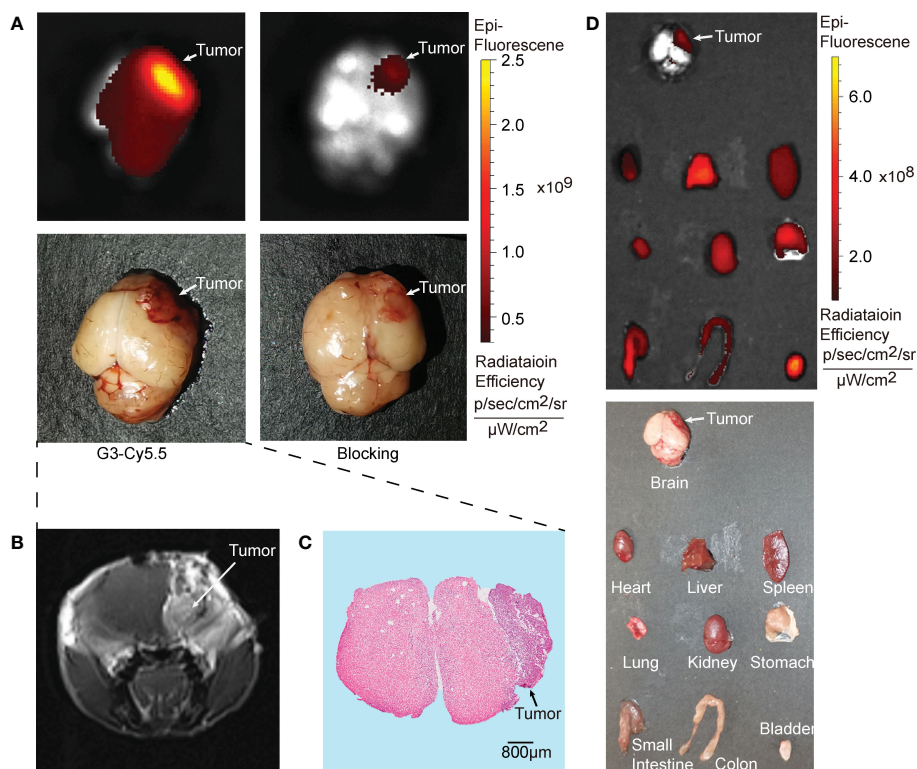 A
Tumor
Tumor
Epi-
Fluorescene
2.5
2.0
1.5
x10⁹
1.0
0.5
Tumor
Tumor
Radiataioin
Efficiency
p/sec/cm²/sr
µW/cm²
G3-Cy5.5
Blocking
B
Tumor
C
Tumor
800µm
D
Tumor
Epi-
Fluorescene
6.0
4.0
x10⁸
2.0
Radiataioin
Efficiency
p/sec/cm²/sr
µW/cm²
Tumor
Brain
Heart
Liver
Spleen
Lung
Kidney
Stomach
Small
Intestine
Colon
Bladder